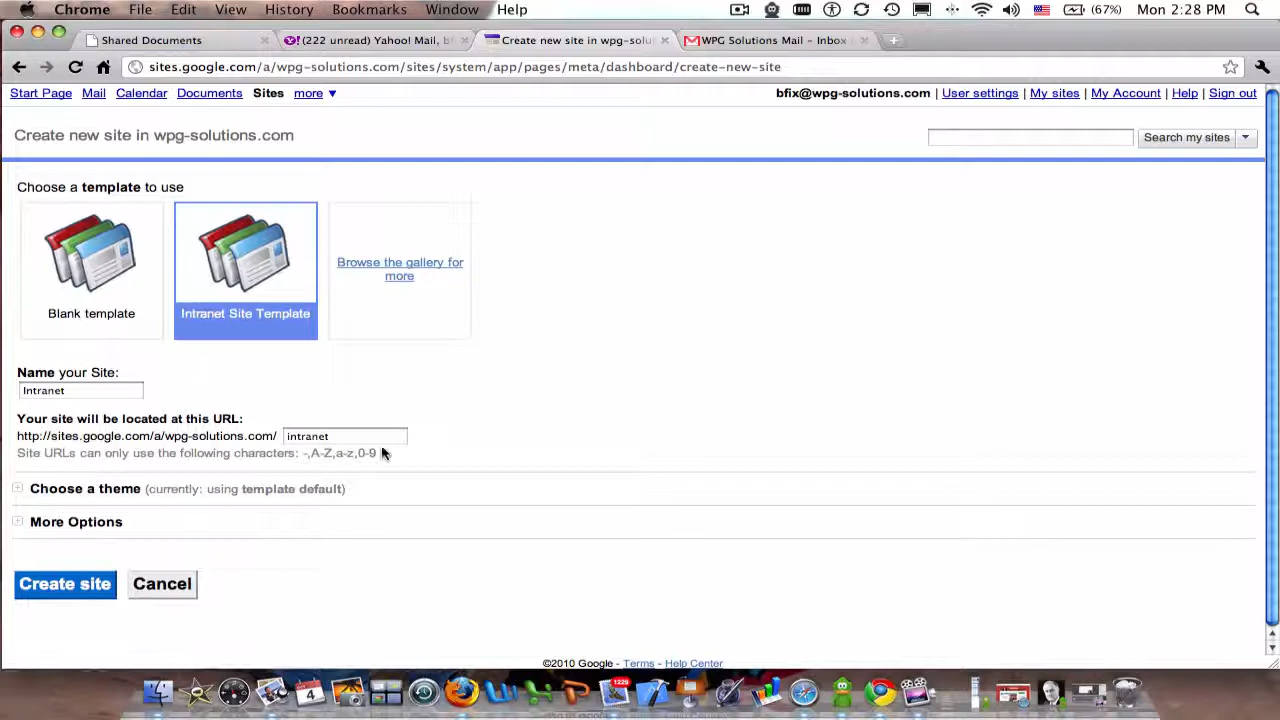 Chrome File Edit View History Bookmarks Window Help (67%) Mon 2:28 PM
Shared Documents
(222 unread) Yahoo! Mail, bf
Create new site in wpg-solu
WPG Solutions Mail - Inbox
sites.google.com/a/wpg-solutions.com/sites/system/app/pages/meta/dashboard/create-new-site
Start Page Mail Calendar Documents Sites more ▼ bfix@wpg-solutions.com | User settings | My sites | My Account | Help | Sign out
Create new site in wpg-solutions.com Search my sites
Choose a template to use
Blank template
Intranet Site Template
Browse the gallery for
more
Name your Site:
Intranet
Your site will be located at this URL:
http://sites.google.com/a/wpg-solutions.com/ intranet
Site URLs can only use the following characters: -,A-Z,a-z,0-9
Choose a theme (currently: using template default)
More Options
Create site Cancel
©2010 Google - Terms - Help Center
4
1229